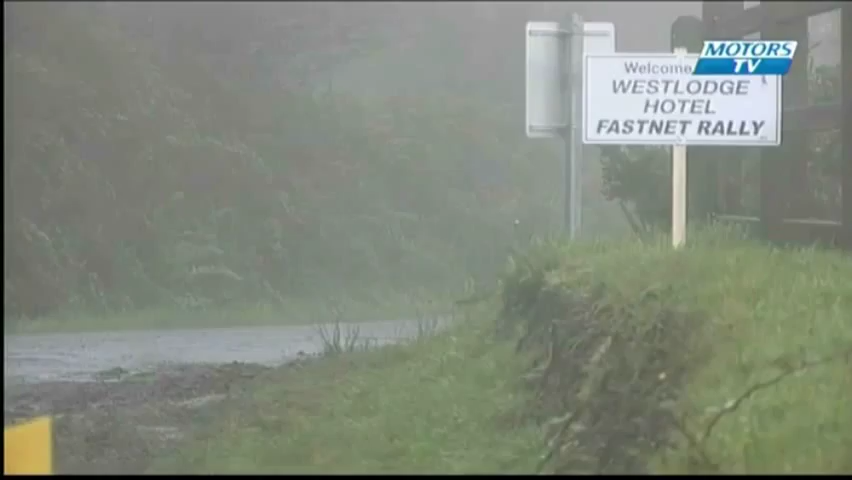 MOTORS
TV
Welcome
WESTLODGE
HOTEL
FASTNET RALLY